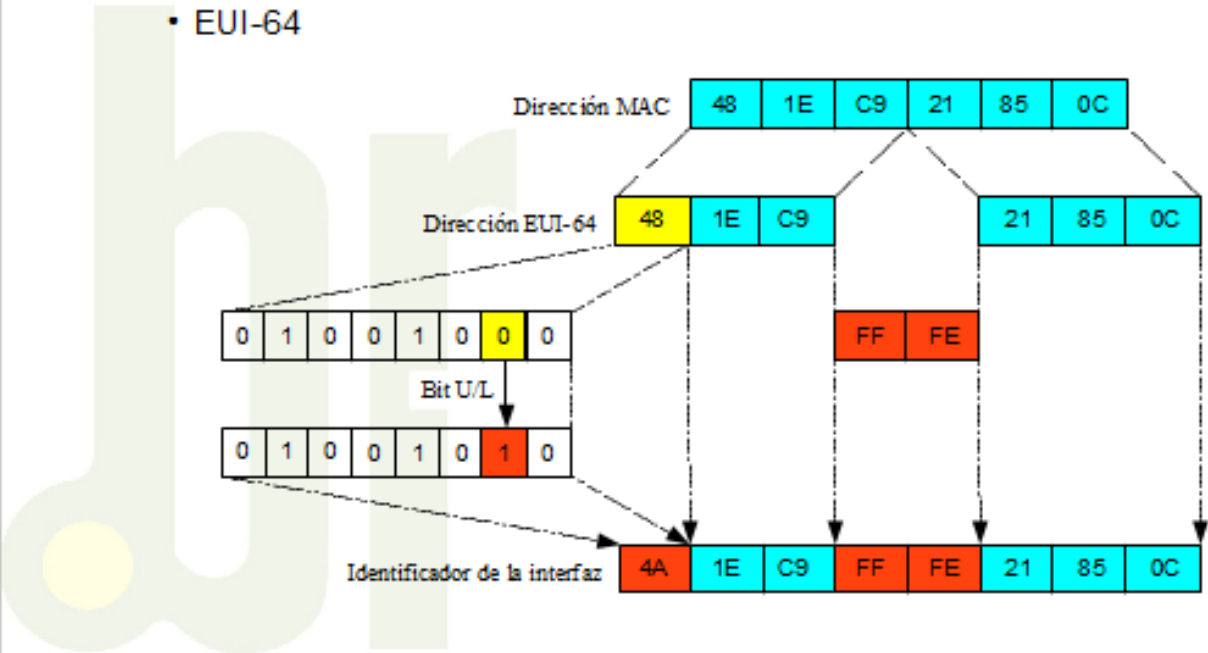 • EUI-64
Dirección MAC 48 1E C9 21 85 0C
Dirección EUI-64 48 1E C9 21 85 0C
0 1 0 0 1 0 0 0 FF FE
Bit U/L
0 1 0 0 1 0 1 0
Identificador de la interfaz 4A 1E C9 FF FE 21 85 0C